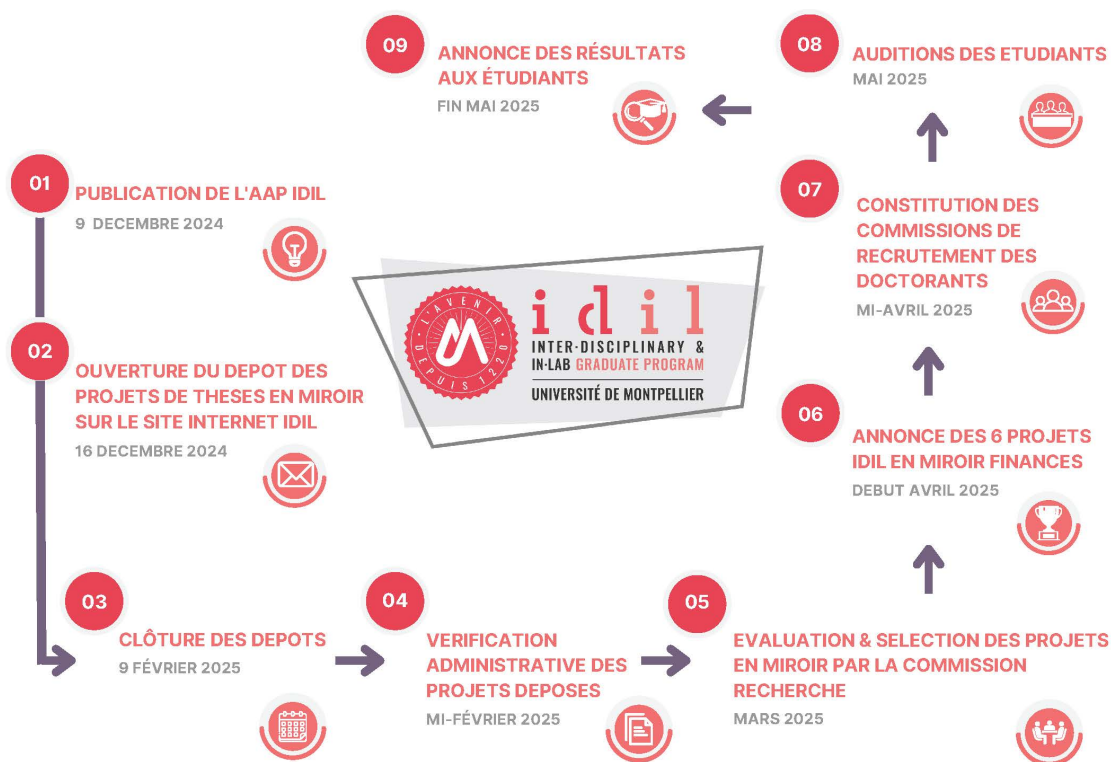 01
PUBLICATION DE L'AAP IDIL
9 DECEMBRE 2024
02
OUVERTURE DU DEPOT DES
PROJETS DE THESES EN MIROIR
SUR LE SITE INTERNET IDIL
16 DECEMBRE 2024
03
CLÔTURE DES DEPOTS
9 FÉVRIER 2025
04
VERIFICATION
ADMINISTRATIVE DES
PROJETS DEPOSES
MI-FÉVRIER 2025
05
EVALUATION & SELECTION DES PROJETS
EN MIROIR PAR LA COMMISSION
RECHERCHE
MARS 2025
06
ANNONCE DES 6 PROJETS
IDIL EN MIROIR FINANCES
DEBUT AVRIL 2025
07
CONSTITUTION DES
COMMISSIONS DE
RECRUTEMENT DES
DOCTORANTS
MI-AVRIL 2025
08
AUDITIONS DES ETUDIANTS
MAI 2025
09
ANNONCE DES RÉSULTATS
AUX ÉTUDIANTS
FIN MAI 2025
L'AVENIR
DEPUIS 1220
idil
INTER-DISCIPLINARY &
IN-LAB GRADUATE PROGRAM
UNIVERSITÉ DE MONTPELLIER